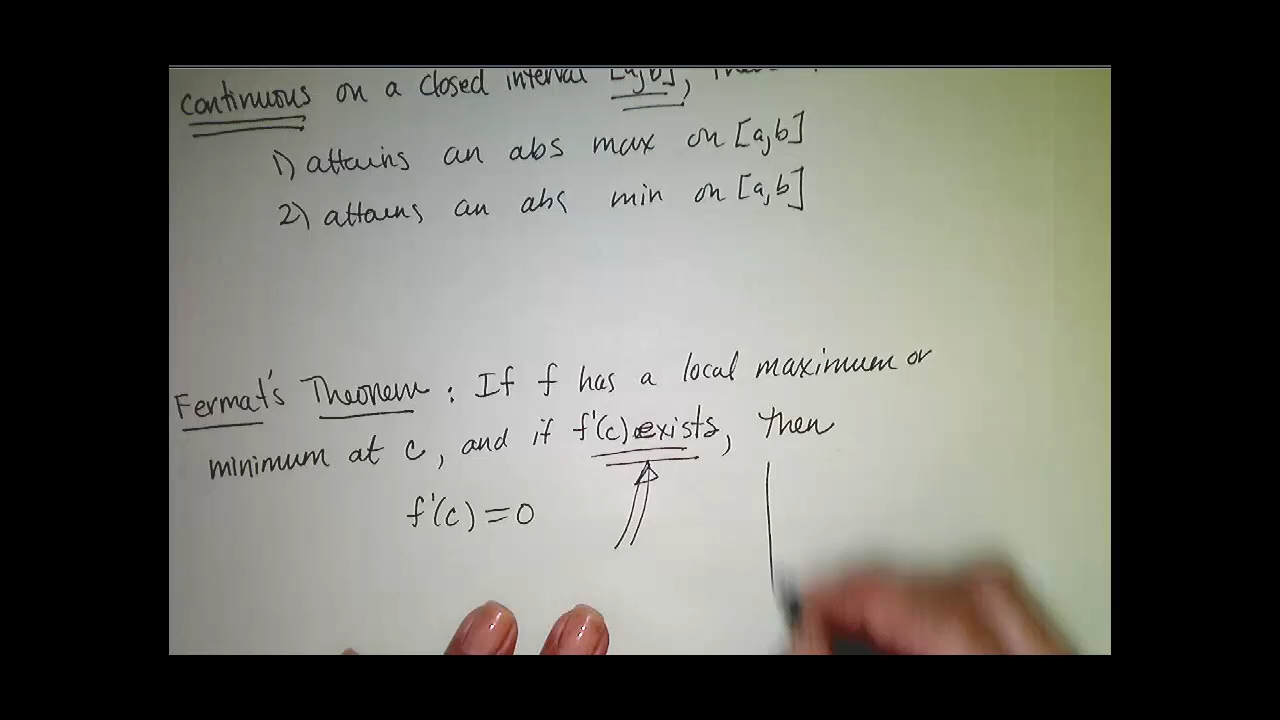 continuous on a closed interval [a,b],
1) attains an abs max on [a,b]
2) attains an abs min on [a,b]
Fermat's Theorem : If f has a local maximum or
minimum at c, and if f'(c) exists, then
f'(c) = 0